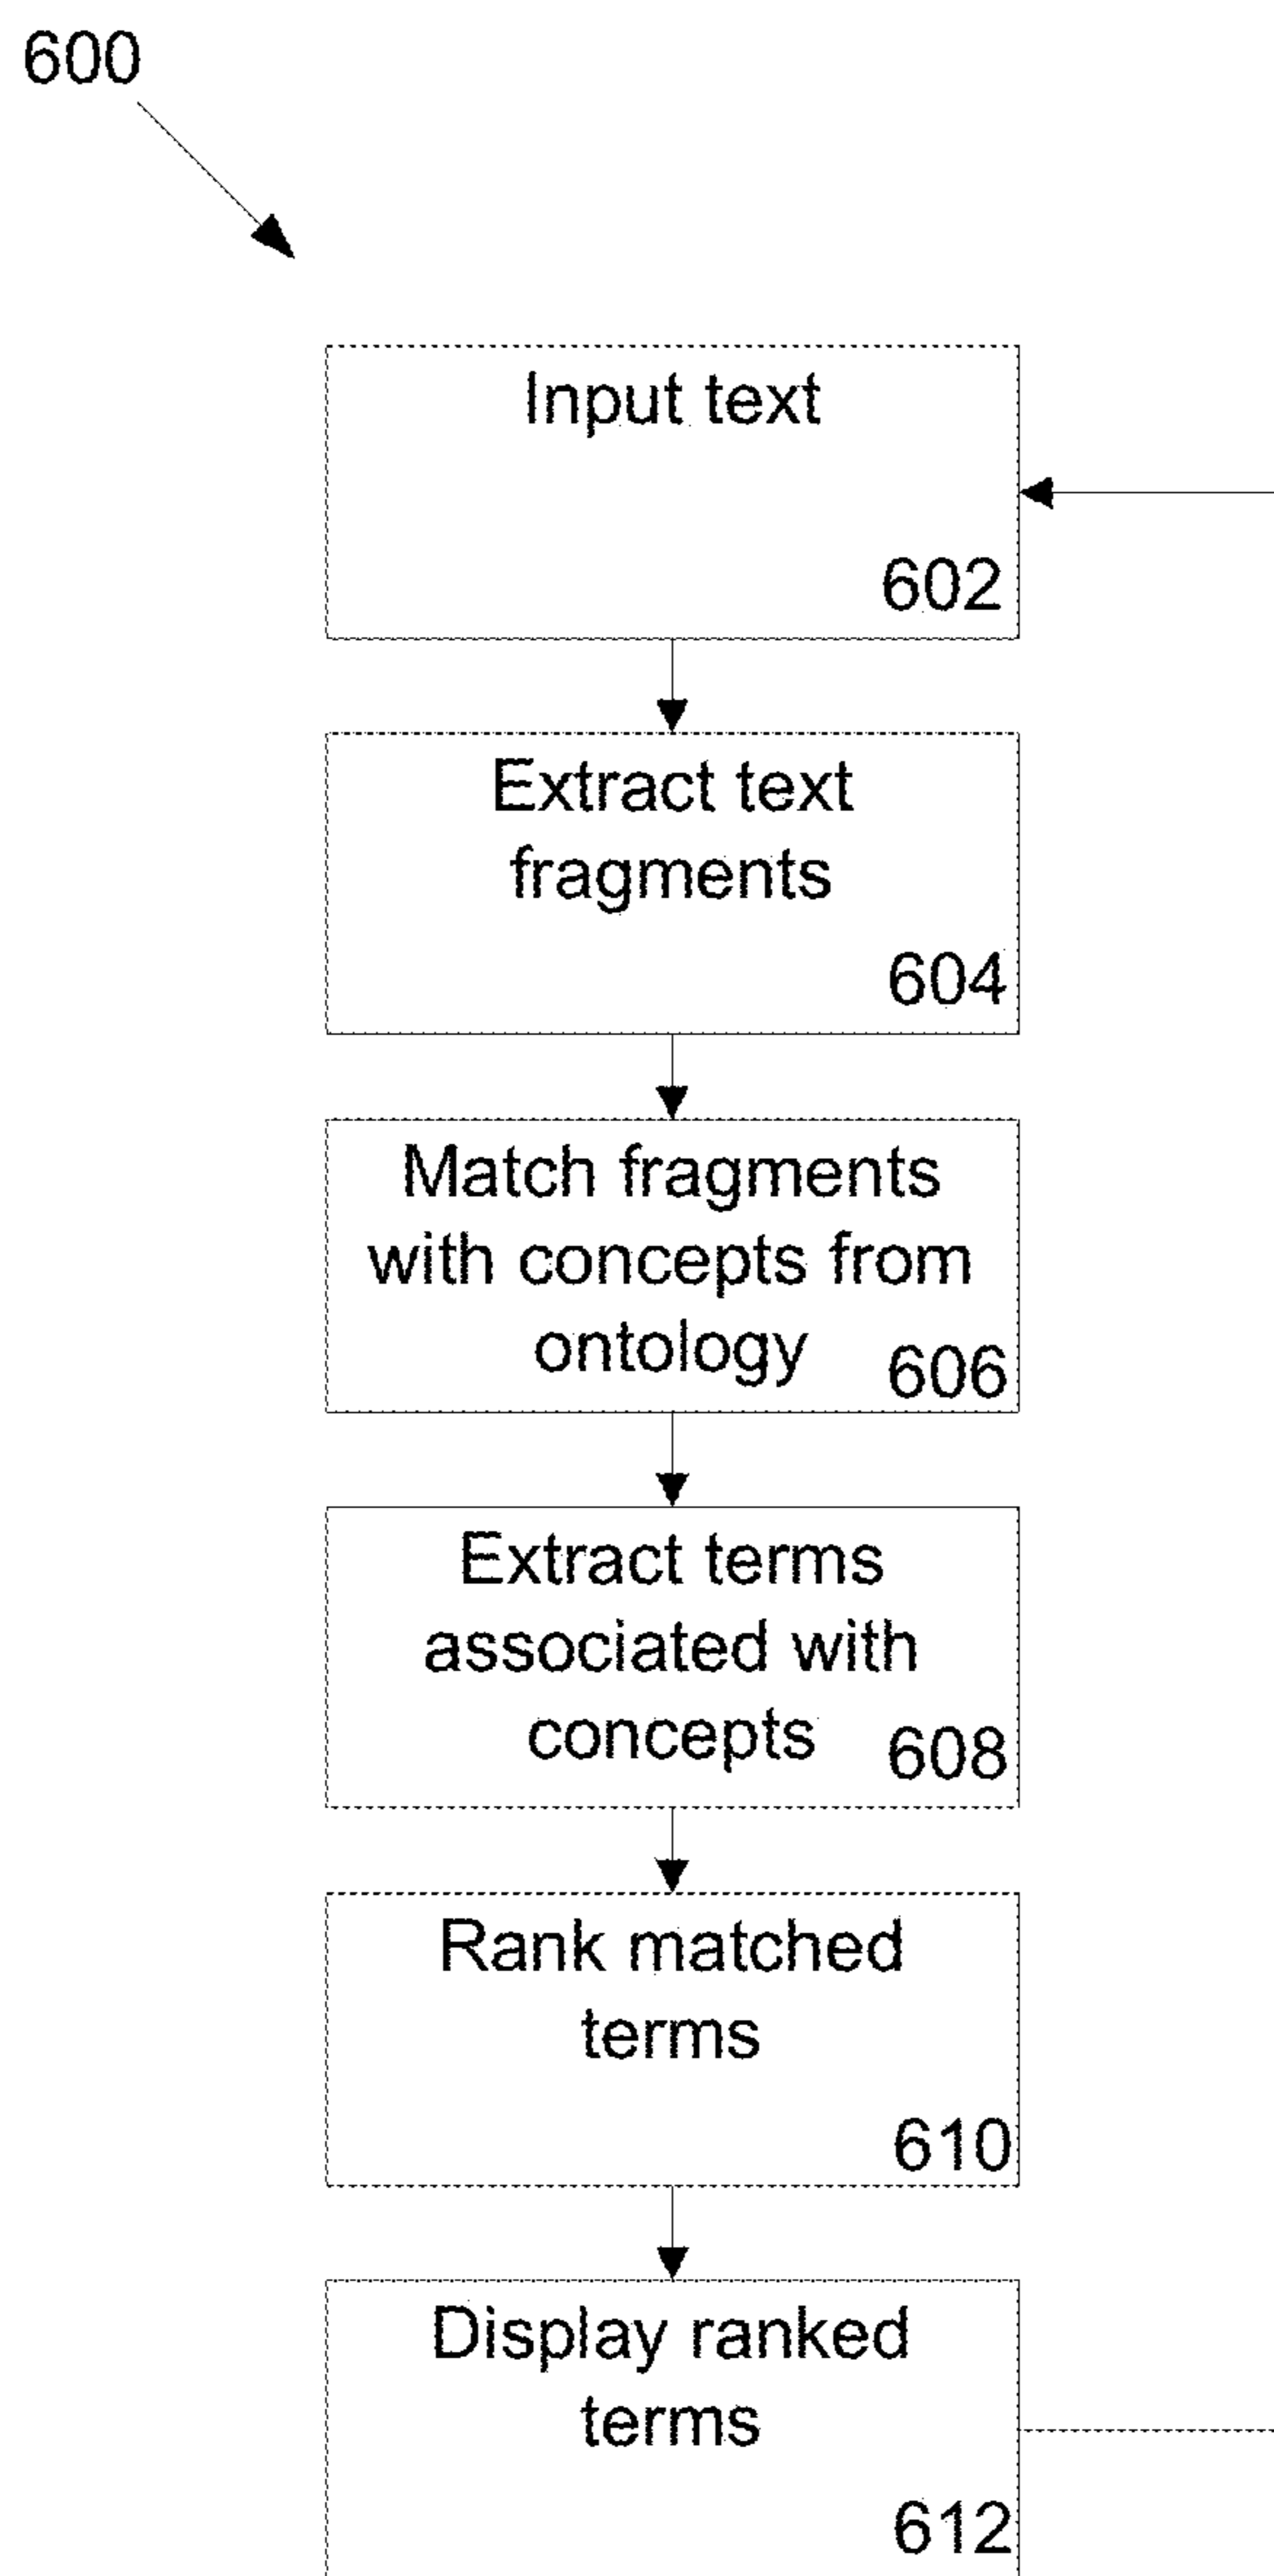 600
Input text
602
Extract text
fragments
604
Match fragments
with concepts from
ontology 606
Extract terms
associated with
concepts 608
Rank matched
terms
610
Display ranked
terms
612